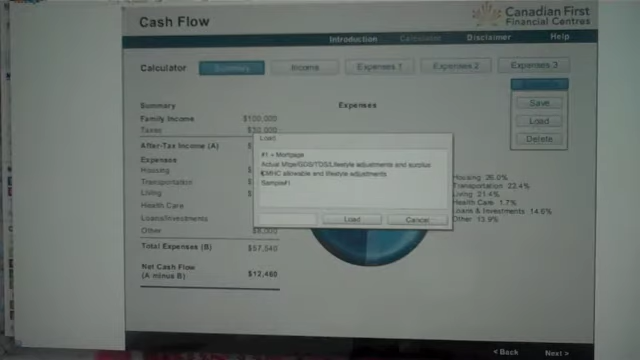 Cash Flow
Canadian First
Financial Centres
Introduction Calculator Disclaimer Help
Calculator Summary Income Expenses 1 Expenses 2 Expenses 3
Save
Load
Delete
Summary
Expenses
Family Income $100,000
Taxes $30,000
After-Tax Income (A)
Expenses
Housing
Transportation
Living
Health Care
Loans/Investments
Other $8,000
Total Expenses (B) $57,540
Net Cash Flow
(A minus B) $12,460
Load
#1 = Mortgage
Actual Mtge/GDS/TDS/Lifestyle adjustments and surplus
CMHC allowable and lifestyle adjustments
Sample#1
Load Cancel
Housing 26.0%
Transportation 22.4%
Living 21.4%
Health Care 1.7%
Loans & Investments 14.6%
Other 13.9%
< Back Next >